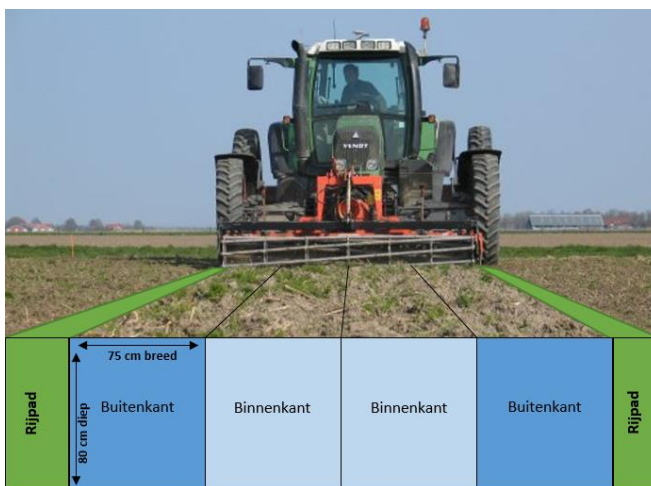 FENDT
75 cm breed
80 cm diep
Rijpad
Buitenkant
Binnenkant
Binnenkant
Buitenkant
Rijpad